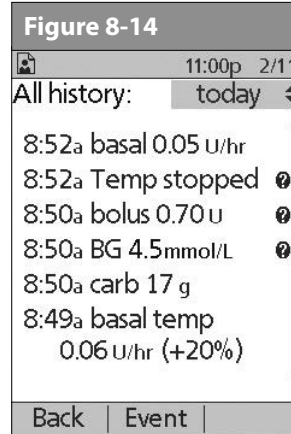 Figure 8-14
11:00p 2/11
All history: today
8:52a basal 0.05 U/hr
8:52a Temp stopped ?
8:50a bolus 0.70 U ?
8:50a BG 4.5mmol/L ?
8:50a carb 17 g
8:49a basal temp
0.06 U/hr (+20%)
Back | Event |